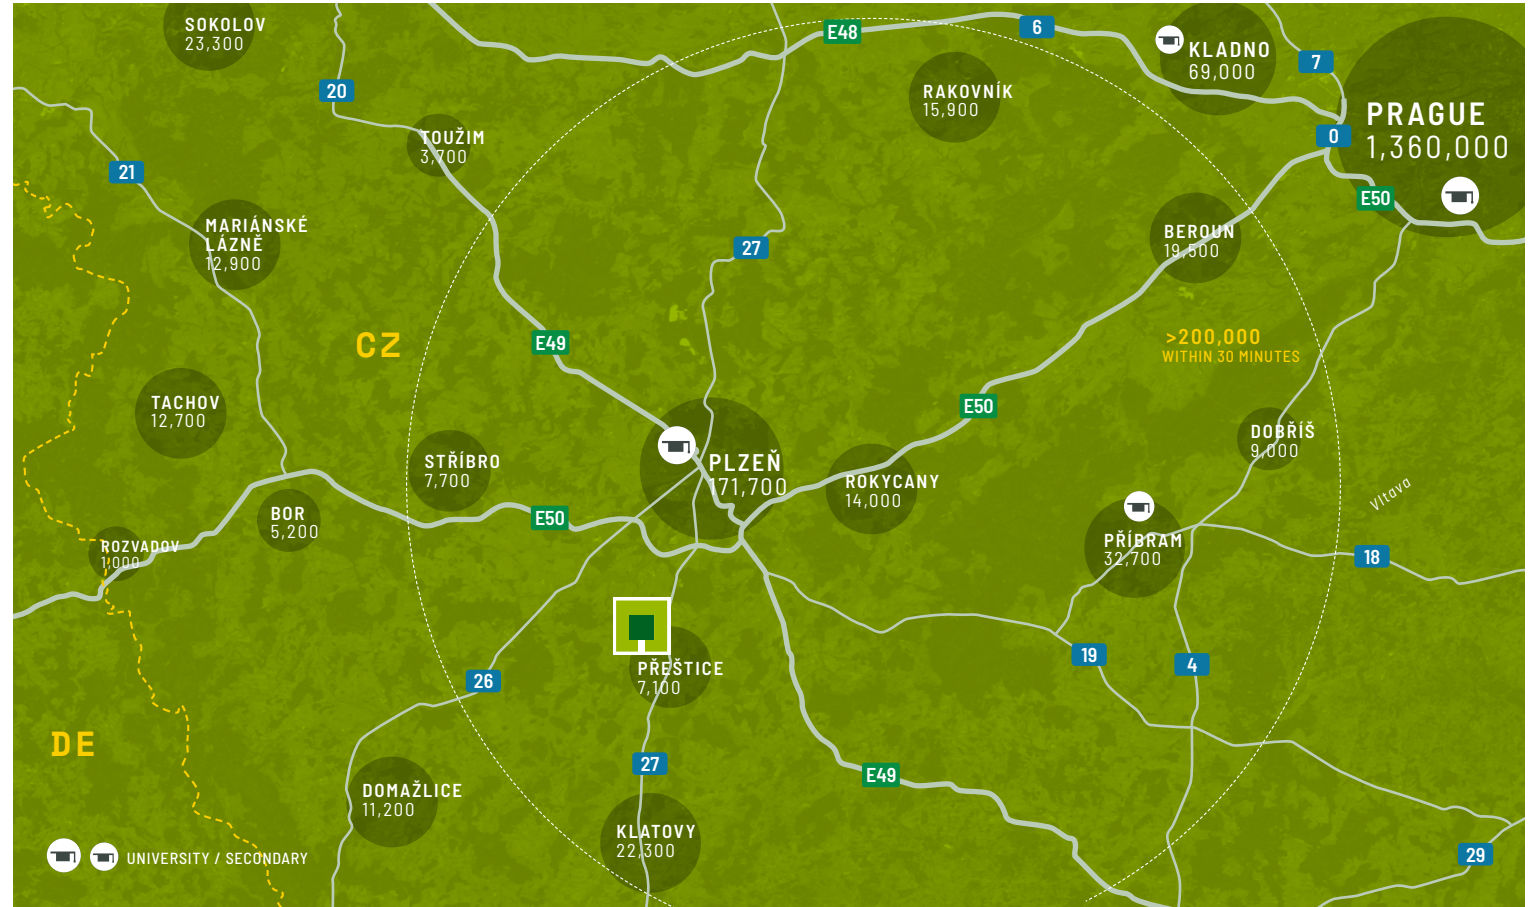 SOKOLOV
23,300
E48
6
KLADNO
69,000
7
20
RAKOVNÍK
15,900
PRAGUE
1,360,000
0
TOUŽIM
3,700
21
E50
MARIÁNSKÉ
LÁZNĚ
12,900
BEROUN
19,500
27
CZ
E49
>200,000
WITHIN 30 MINUTES
TACHOV
12,700
E50
DOBŘÍŠ
9,000
STŘÍBRO
7,700
PLZEŇ
171,700
ROKYCANY
14,000
Vltava
BOR
5,200
E50
ROZVADOV
1,000
PŘÍBRAM
32,700
18
19
4
PŘEŠTICE
7,100
26
DE
27
E49
DOMAŽLICE
11,200
KLATOVY
22,300
29
UNIVERSITY / SECONDARY